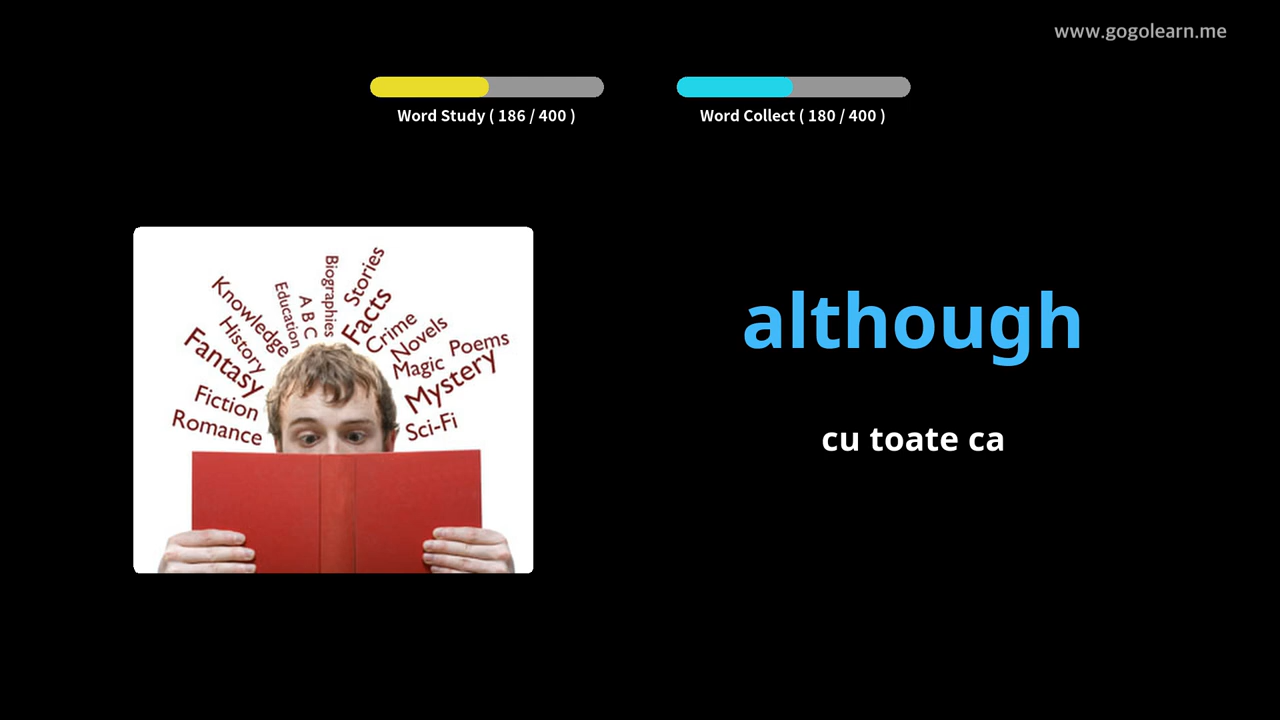 www.gogolearn.me
Word Study ( 186 / 400 )
Word Collect ( 180 / 400 )
Biographies
Stories
Knowledge
Education
A B C
Facts
Crime
History
Novels
Poems
Fantasy
Magic
Mystery
Fiction
Romance
Sci-Fi
although
cu toate ca